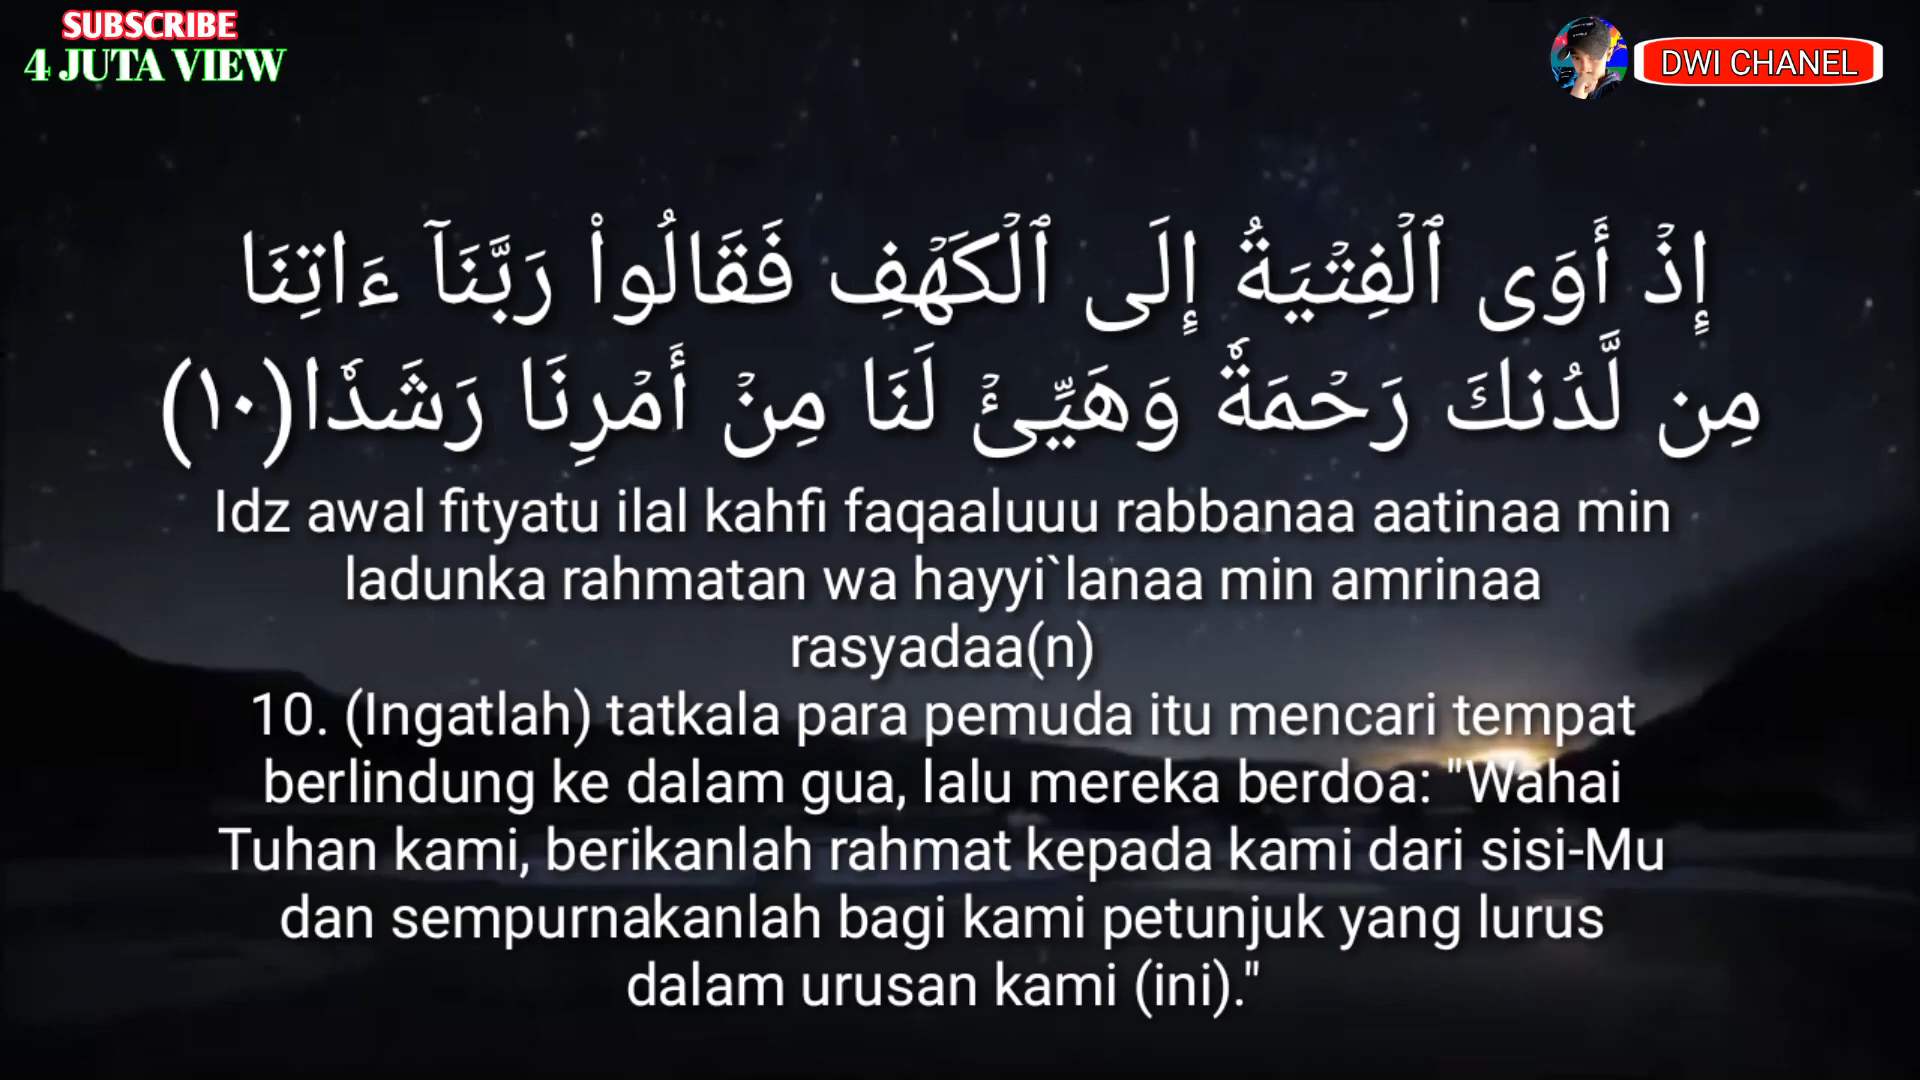 SUBSCRIBE
4 JUTA VIEW
DWI CHANEL
إِذۡ أَوَى ٱلۡفِتۡيَةُ إِلَى ٱلۡكَهۡفِ فَقَالُواْ رَبَّنَآ ءَاتِنَا
مِن لَّدُنكَ رَحۡمَةٗ وَهَيِّئۡ لَنَا مِنۡ أَمۡرِنَا رَشَدٗا(١٠)
Idz awal fityatu ilal kahfi faqaaluuu rabbanaa aatinaa min
ladunka rahmatan wa hayyi`lanaa min amrinaa
rasyadaa(n)
10. (Ingatlah) tatkala para pemuda itu mencari tempat
berlindung ke dalam gua, lalu mereka berdoa: "Wahai
Tuhan kami, berikanlah rahmat kepada kami dari sisi-Mu
dan sempurnakanlah bagi kami petunjuk yang lurus
dalam urusan kami (ini)."